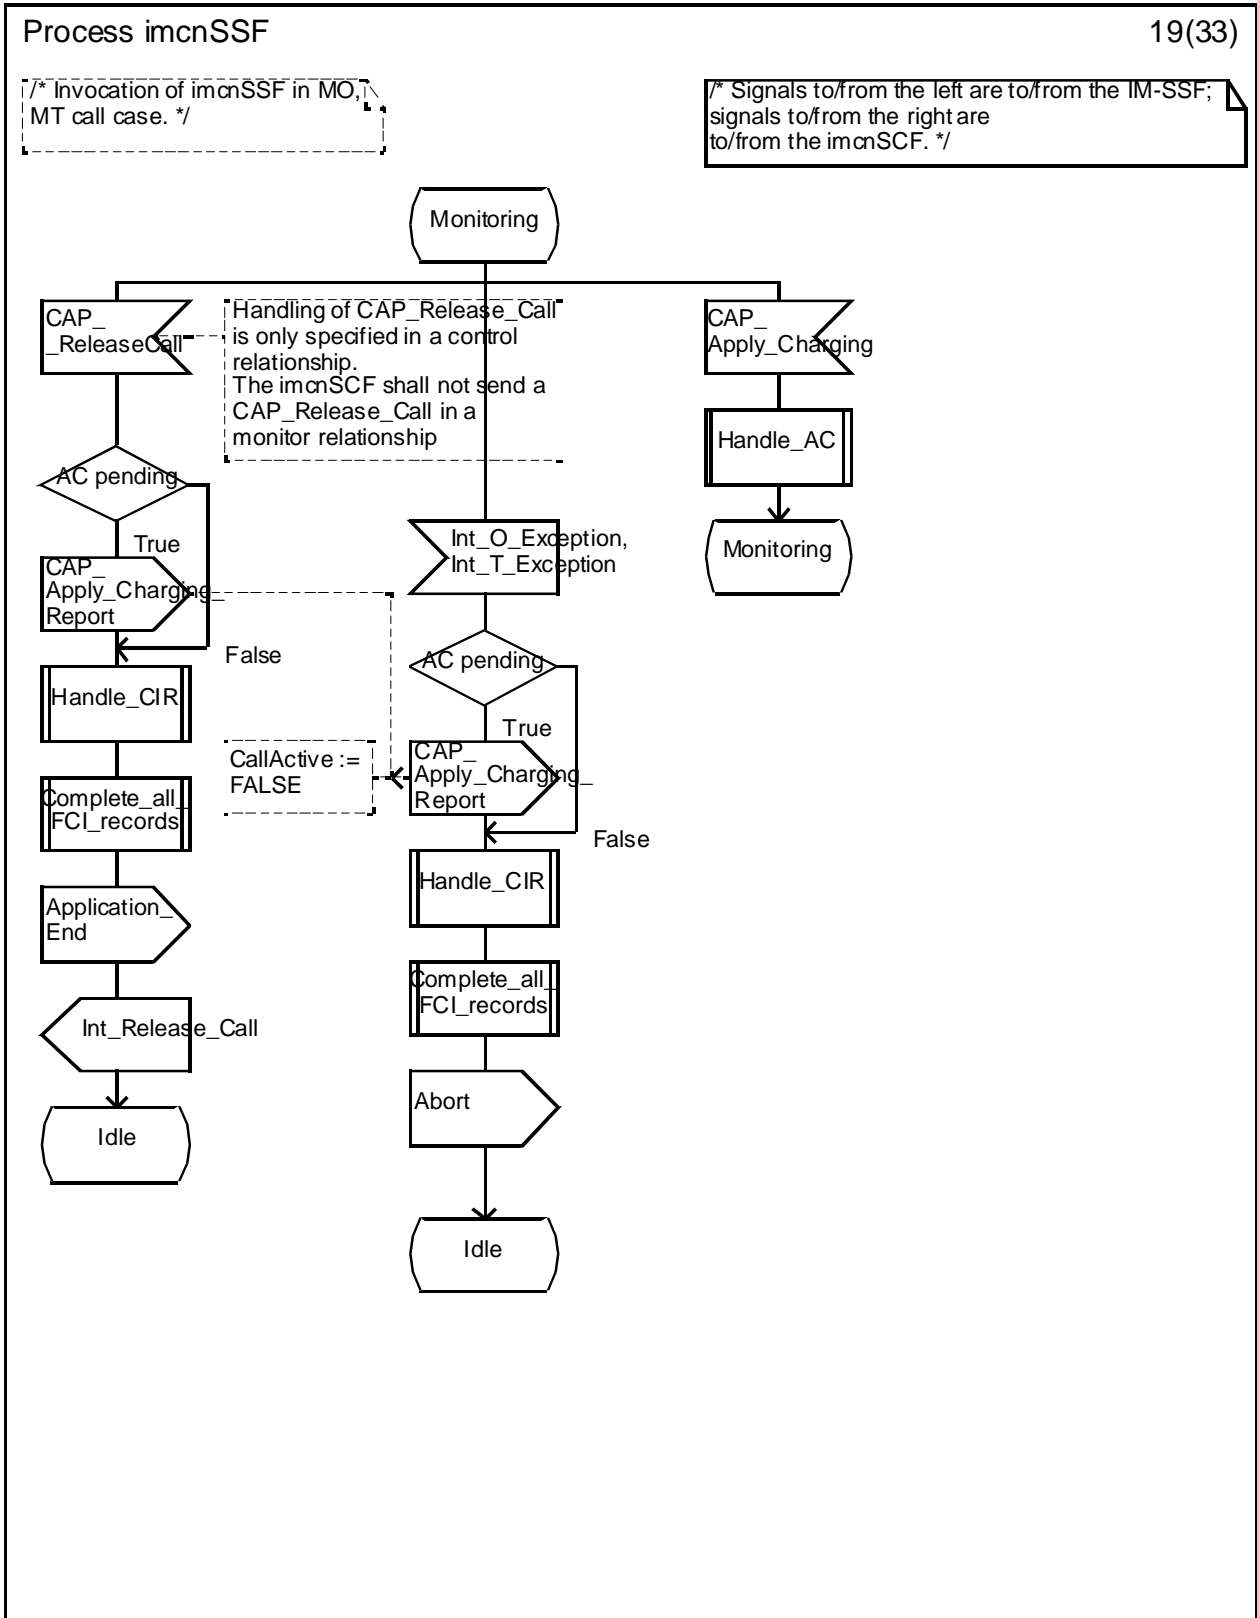 Process imcnSSF
19(33)
/* Invocation of imcnSSF in MO,
MT call case. */
/* Signals to/from the left are to/from the IM-SSF;
signals to/from the right are
to/from the imcnSCF. */
Monitoring
CAP_
_ReleaseCall
Handling of CAP_Release_Call
is only specified in a control
relationship.
The imcnSCF shall not send a
CAP_Release_Call in a
monitor relationship
CAP_
Apply_Charging
Handle_AC
Monitoring
AC pending
True
CAP_
Apply_Charging_
Report
False
Handle_CIR
Complete_all_
FCI_records
Application_
End
Int_Release_Call
Idle
Int_O_Exception,
Int_T_Exception
AC pending
True
CallActive :=
FALSE
CAP_
Apply_Charging_
Report
False
Handle_CIR
Complete_all_
FCI_records
Abort
Idle